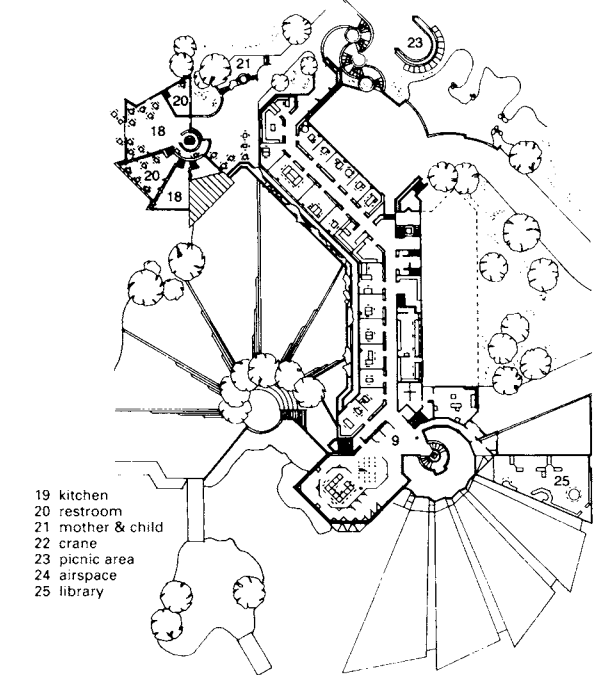 23
21
20
18
20
18
9
25
19 kitchen
20 restroom
21 mother & child
22 crane
23 picnic area
24 airspace
25 library